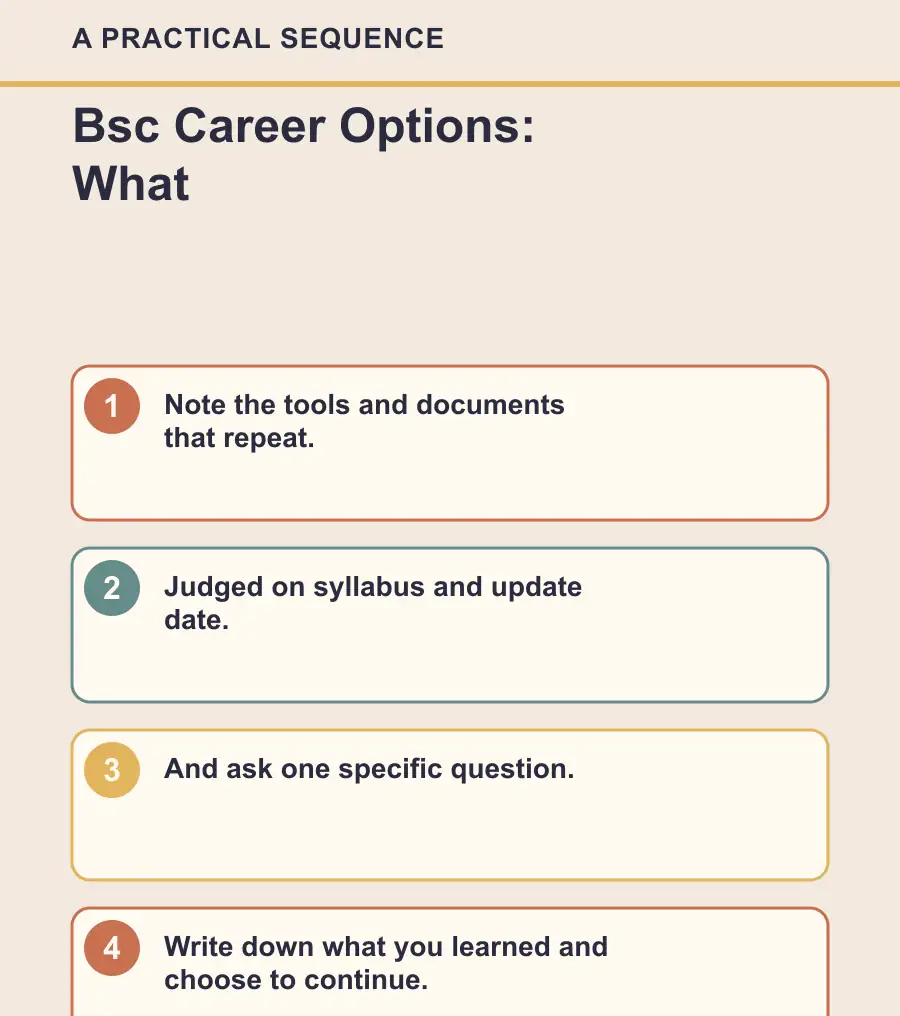 A PRACTICAL SEQUENCE
Bsc Career Options:
What
1
Note the tools and documents
that repeat.
2
Judged on syllabus and update
date.
3
And ask one specific question.
4
Write down what you learned and
choose to continue.